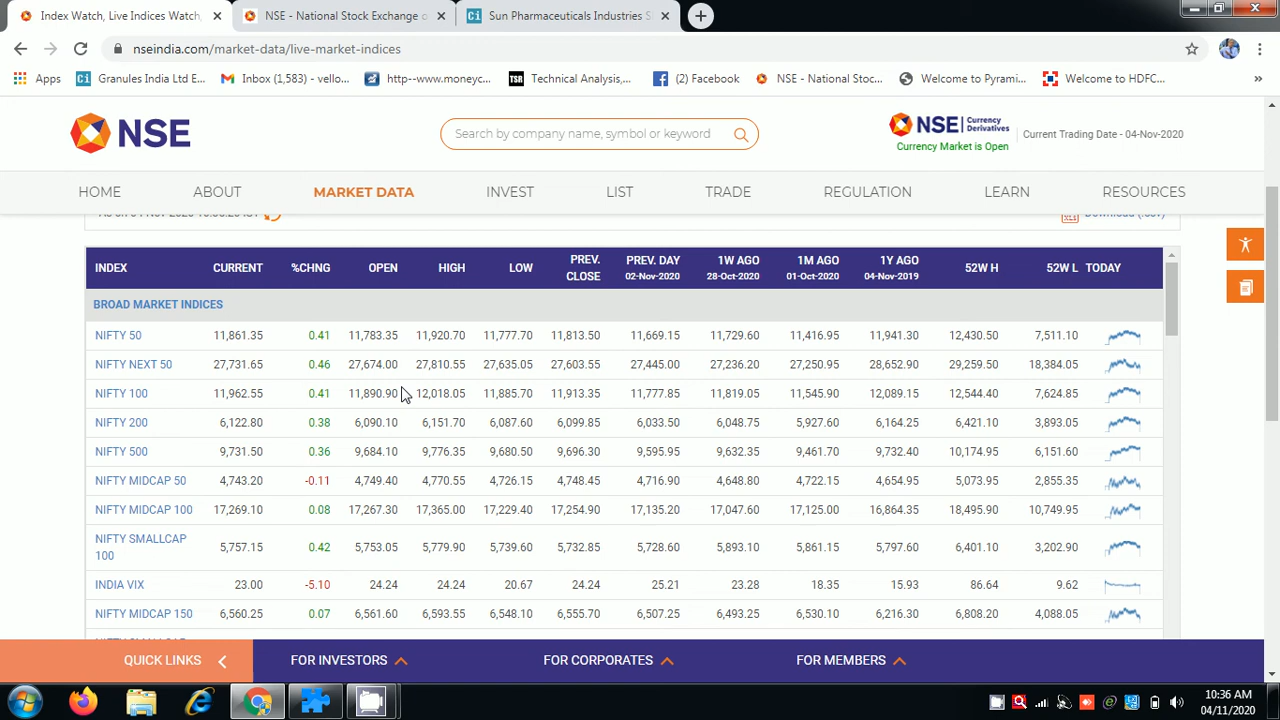 Index Watch, Live Indices Watch,
NSE - National Stock Exchange o
Sun Pharmaceuticals Industries S
nseindia.com/market-data/live-market-indices
Apps
Granules India Ltd E...
Inbox (1,583) - vello...
http--www.moneyc...
TSR
Technical Analysis,...
(2) Facebook
NSE - National Stoc...
Welcome to Pyrami...
Welcome to HDFC...
NSE
Search by company name, symbol or keyword
NSE Currency Derivatives
Currency Market is Open
Current Trading Date - 04-Nov-2020
HOME ABOUT MARKET DATA INVEST LIST TRADE REGULATION LEARN RESOURCES
Download (.csv)
INDEX CURRENT %CHNG OPEN HIGH LOW PREV. CLOSE PREV. DAY 02-Nov-2020 1W AGO 28-Oct-2020 1M AGO 01-Oct-2020 1Y AGO 04-Nov-2019 52W H 52W L TODAY
BROAD MARKET INDICES
NIFTY 50 11,861.35 0.41 11,783.35 11,920.70 11,777.70 11,813.50 11,669.15 11,729.60 11,416.95 11,941.30 12,430.50 7,511.10
NIFTY NEXT 50 27,731.65 0.46 27,674.00 27,810.55 27,635.05 27,603.55 27,445.00 27,236.20 27,250.95 28,652.90 29,259.50 18,384.05
NIFTY 100 11,962.55 0.41 11,890.90 12,018.05 11,885.70 11,913.35 11,777.85 11,819.05 11,545.90 12,089.15 12,544.40 7,624.85
NIFTY 200 6,122.80 0.38 6,090.10 6,151.70 6,087.60 6,099.85 6,033.50 6,048.75 5,927.60 6,164.25 6,421.10 3,893.05
NIFTY 500 9,731.50 0.36 9,684.10 9,776.35 9,680.50 9,696.30 9,595.95 9,632.35 9,461.70 9,732.40 10,174.95 6,151.60
NIFTY MIDCAP 50 4,743.20 -0.11 4,749.40 4,770.55 4,726.15 4,748.45 4,716.90 4,648.80 4,722.15 4,654.95 5,073.95 2,855.35
NIFTY MIDCAP 100 17,269.10 0.08 17,267.30 17,365.00 17,229.40 17,254.90 17,135.20 17,047.60 17,125.00 16,864.35 18,495.90 10,749.95
NIFTY SMALLCAP 100 5,757.15 0.42 5,753.05 5,779.90 5,739.60 5,732.85 5,728.60 5,893.10 5,861.15 5,797.60 6,401.10 3,202.90
INDIA VIX 23.00 -5.10 24.24 24.24 20.67 24.24 25.21 23.28 18.35 15.93 86.64 9.62
NIFTY MIDCAP 150 6,560.25 0.07 6,561.60 6,593.55 6,548.10 6,555.70 6,507.25 6,493.25 6,530.10 6,216.30 6,808.20 4,088.05
QUICK LINKS FOR INVESTORS FOR CORPORATES FOR MEMBERS
10:36 AM
04/11/2020